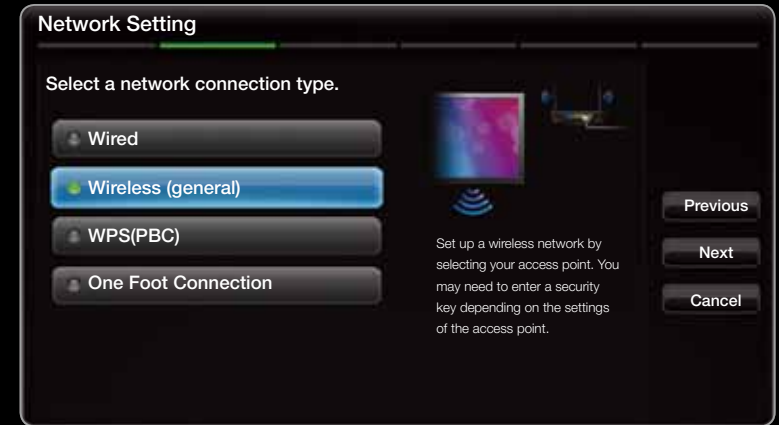 Network Setting
Select a network connection type.
Wired
Wireless (general)
WPS(PBC)
One Foot Connection
Set up a wireless network by
selecting your access point. You
may need to enter a security
key depending on the settings
of the access point.
Previous
Next
Cancel